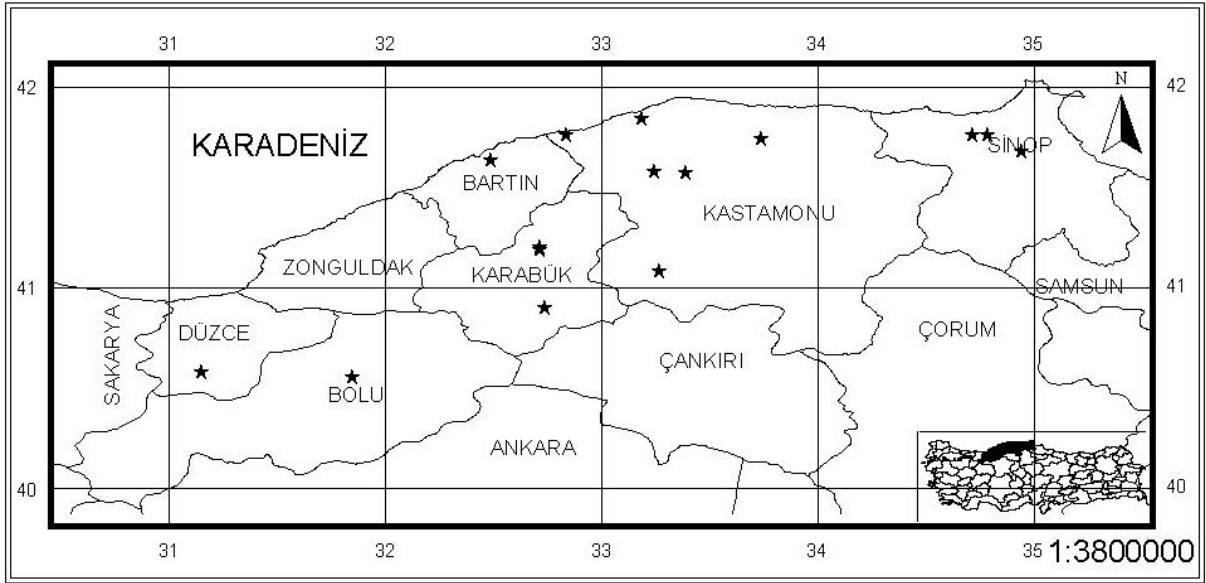 31 32 33 34 35
42 42
N
KARADENİZ
SİNOP
BARTIN
KASTAMONU
ZONGULDAK
KARABÜK
41 41
SAMSUN
SAKARYA
DÜZCE
ÇORUM
ÇANKIRI
BOLU
ANKARA
40 40
31 32 33 34 35
1:3800000